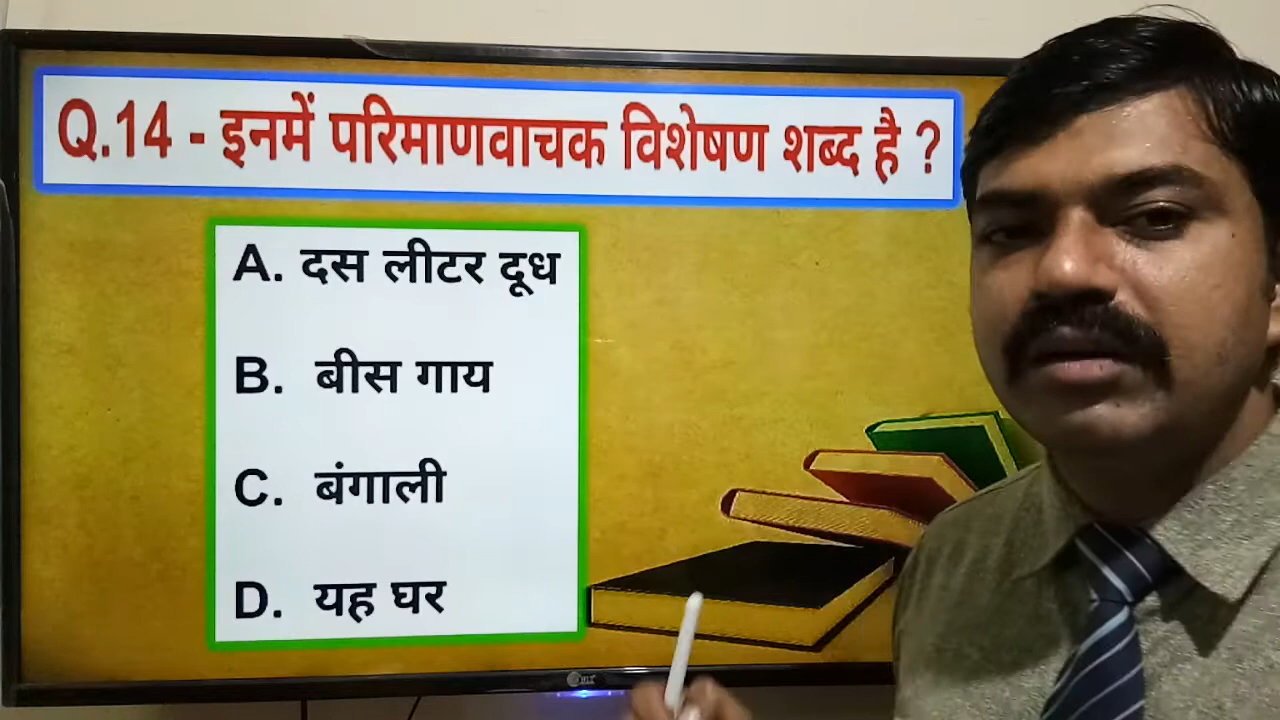 Q.14 - इनमें परिमाणवाचक विशेषण शब्द है ?
A. दस लीटर दूध
B. बीस गाय
C. बंगाली
D. यह घर